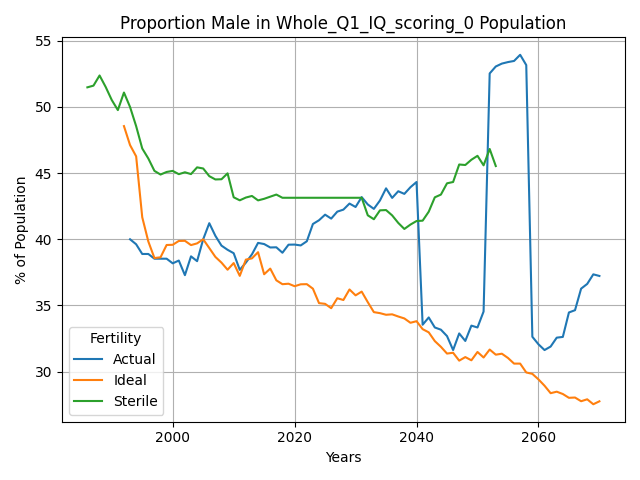 Proportion Male in Whole_Q1_IQ_scoring_0 Population
% of Population
55
50
45
40
35
30
Fertility
Actual
Ideal
Sterile
2000
2020
2040
2060
Years